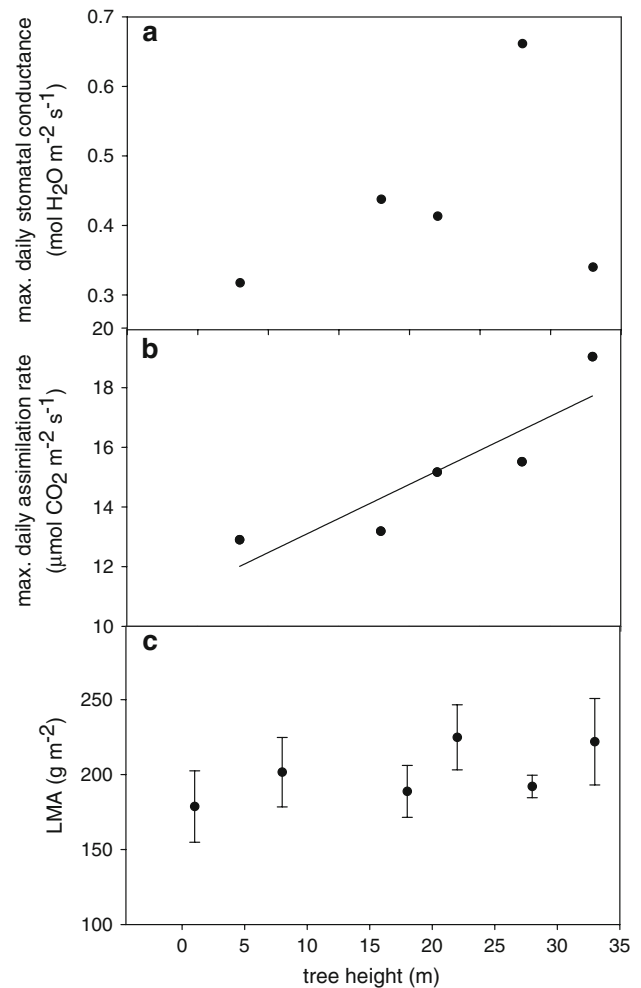 a
max. daily stomatal conductance
(mol H2O m-2 s-1)
0.7
0.6
0.5
0.4
0.3
b
max. daily assimilation rate
(µmol CO2 m-2 s-1)
20
18
16
14
12
10
c
LMA (g m-2)
250
200
150
100
0 5 10 15 20 25 30 35
tree height (m)